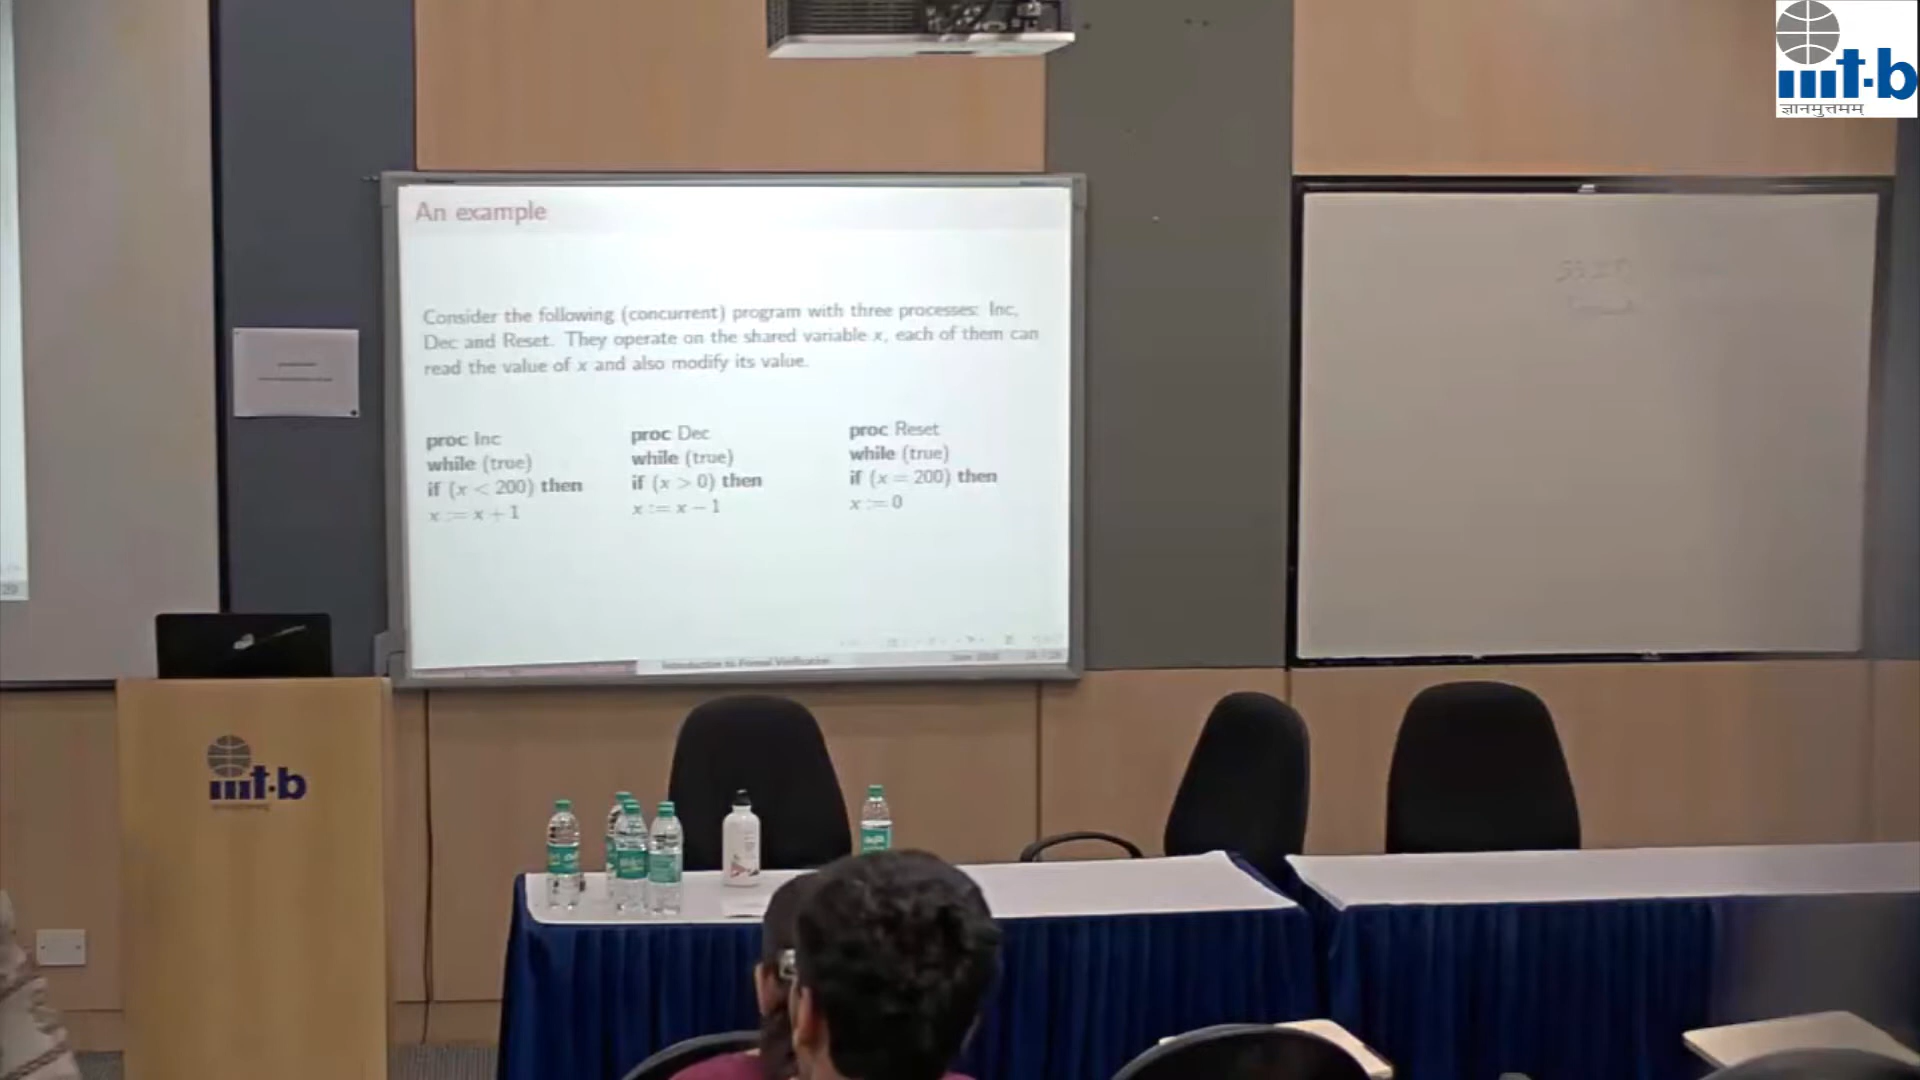 An example
Consider the following (concurrent) program with three processes: Inc,
Dec and Reset. They operate on the shared variable x, each of them can
read the value of x and also modify its value.
proc Inc
while (true)
if (x < 200) then
x := x + 1
proc Dec
while (true)
if (x > 0) then
x := x − 1
proc Reset
while (true)
if (x = 200) then
x := 0
Introduction to Formal Verification
iiit-b
ज्ञानमुत्तमम्
iiit-b